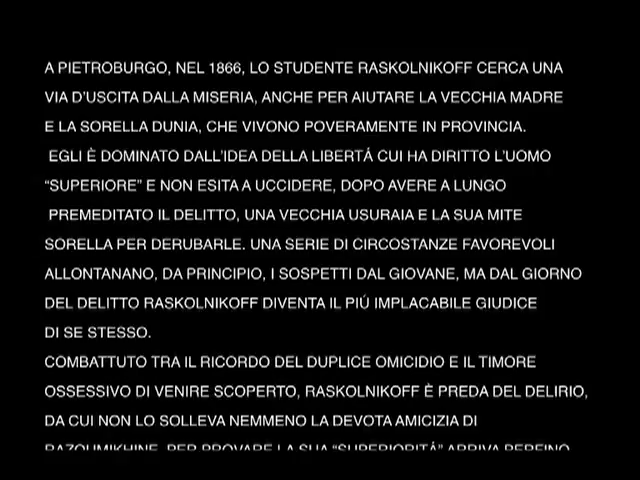 A PIETROBURGO, NEL 1866, LO STUDENTE RASKOLNIKOFF CERCA UNA
VIA D'USCITA DALLA MISERIA, ANCHE PER AIUTARE LA VECCHIA MADRE
E LA SORELLA DUNIA, CHE VIVONO POVERAMENTE IN PROVINCIA.
EGLI È DOMINATO DALL'IDEA DELLA LIBERTÁ CUI HA DIRITTO L'UOMO
“SUPERIORE” E NON ESITA A UCCIDERE, DOPO AVERE A LUNGO
PREMEDITATO IL DELITTO, UNA VECCHIA USURAIA E LA SUA MITE
SORELLA PER DERUBARLE. UNA SERIE DI CIRCOSTANZE FAVOREVOLI
ALLONTANANO, DA PRINCIPIO, I SOSPETTI DAL GIOVANE, MA DAL GIORNO
DEL DELITTO RASKOLNIKOFF DIVENTA IL PIÚ IMPLACABILE GIUDICE
DI SE STESSO.
COMBATTUTO TRA IL RICORDO DEL DUPLICE OMICIDIO E IL TIMORE
OSSESSIVO DI VENIRE SCOPERTO, RASKOLNIKOFF È PREDA DEL DELIRIO,
DA CUI NON LO SOLLEVA NEMMENO LA DEVOTA AMICIZIA DI
RAZOUMIKHINE. PER PROVARE LA SUA “SUPERIORITÁ” ARRIVA PERFINO